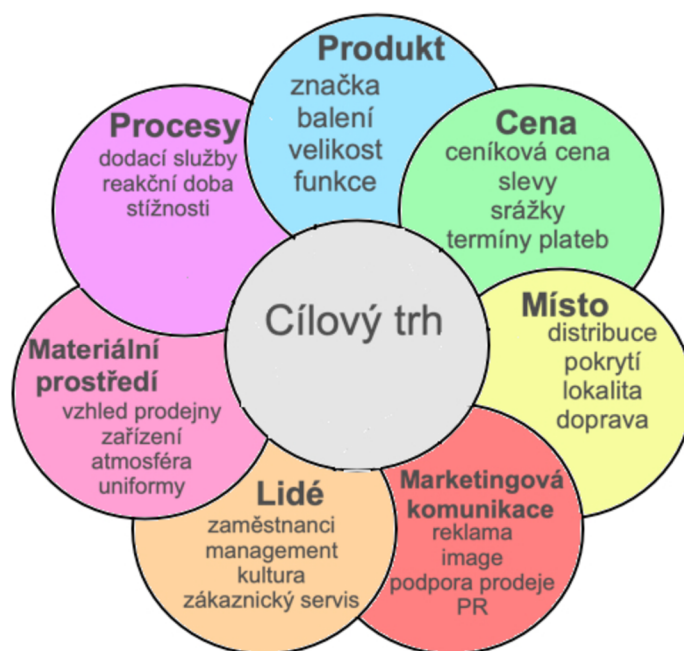 Produkt
značka
balení
velikost
funkce
Cena
ceníková cena
slevy
srážky
termíny plateb
Místo
distribuce
pokrytí
lokalita
doprava
Marketingová
komunikace
reklama
image
podpora prodeje
PR
Lidé
zaměstnanci
management
kultura
zákaznický servis
Materiální
prostředí
vzhled prodejny
zařízení
atmosféra
uniformy
Procesy
dodací služby
reakční doba
stížnosti
Cílový trh